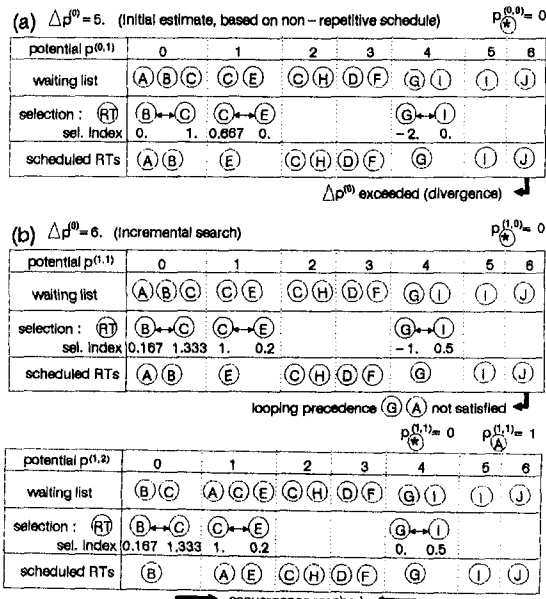 (a) △p⁽⁰⁾= 5. (Initial estimate, based on non – repetitive schedule) p⁽⁰,⁰⁾ * = 0
potential p⁽⁰,¹⁾ 0 1 2 3 4 5 6
waiting list A B C C E C H D F G I I J
selection : RT B↔C C↔E G↔I
sel. Index 0. 1. 0.667 0. -2. 0.
scheduled RTs A B E C H D F G I J
△p⁽⁰⁾ exceeded (divergence)
(b) △p⁽⁰⁾= 6. (Incremental search) p⁽¹,⁰⁾ * = 0
potential p⁽¹,¹⁾ 0 1 2 3 4 5 6
waiting list A B C C E C H D F G I I J
selection : RT B↔C C↔E G↔I
sel. Index 0.167 1.333 1. 0.2 -1. 0.5
scheduled RTs A B E C H D F G I J
looping precedence G A not satisfied
p⁽¹,¹⁾ * = 0 p⁽¹,¹⁾ A = 1
potential p⁽¹,²⁾ 0 1 2 3 4 5 6
waiting list B C A C E C H D F G I I J
selection : RT B↔C C↔E G↔I
sel. Index 0.167 1.333 1. 0.2 0. 0.5
scheduled RTs B A E C H D F G I J
convergence